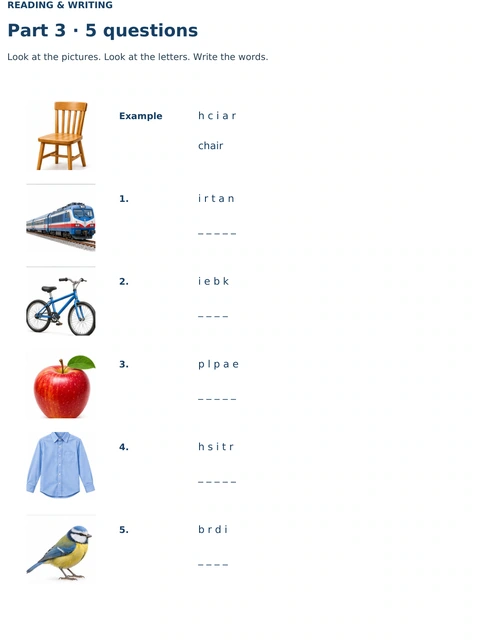 READING & WRITING
Part 3 · 5 questions
Look at the pictures. Look at the letters. Write the words.
Example h c i a r
chair
1. i r t a n
_ _ _ _ _
2. i e b k
_ _ _ _
3. p l p a e
_ _ _ _ _
4. h s i t r
_ _ _ _ _
5. b r d i
_ _ _ _